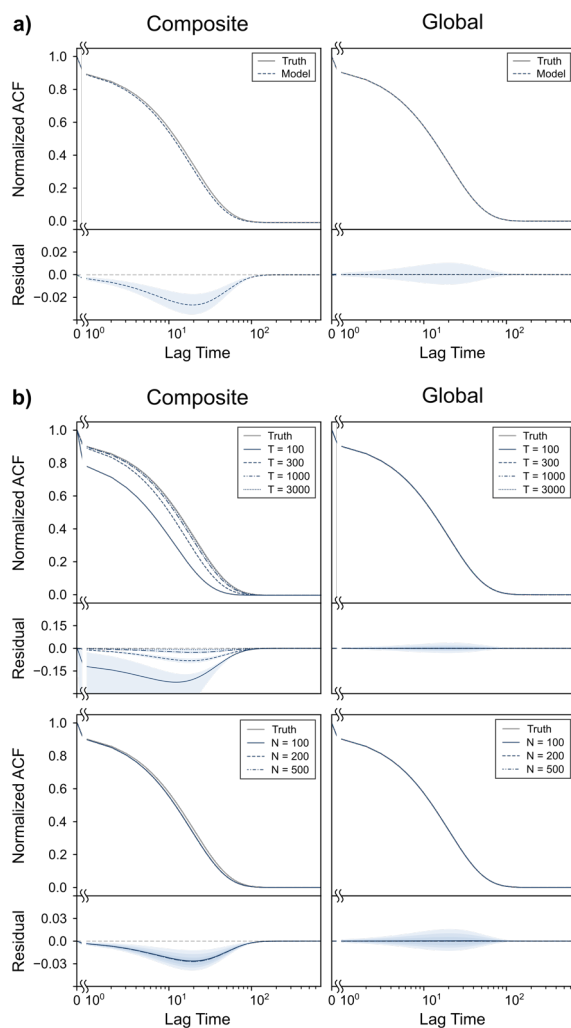 a)
Composite
Global
Normalized ACF
1.0
0.8
0.6
0.4
0.2
0.0
Truth
Model
Truth
Model
Residual
0.02
0.0
−0.02
0 10⁰ 10¹ 10²
Lag Time
0 10⁰ 10¹ 10²
Lag Time
b)
Composite
Global
Normalized ACF
1.0
0.8
0.6
0.4
0.2
0.0
Truth
T = 100
T = 300
T = 1000
T = 3000
Truth
T = 100
T = 300
T = 1000
T = 3000
Residual
0.15
0.0
−0.15
Normalized ACF
1.0
0.8
0.6
0.4
0.2
0.0
Truth
N = 100
N = 200
N = 500
Truth
N = 100
N = 200
N = 500
Residual
0.03
0.0
−0.03
0 10⁰ 10¹ 10²
Lag Time
0 10⁰ 10¹ 10²
Lag Time